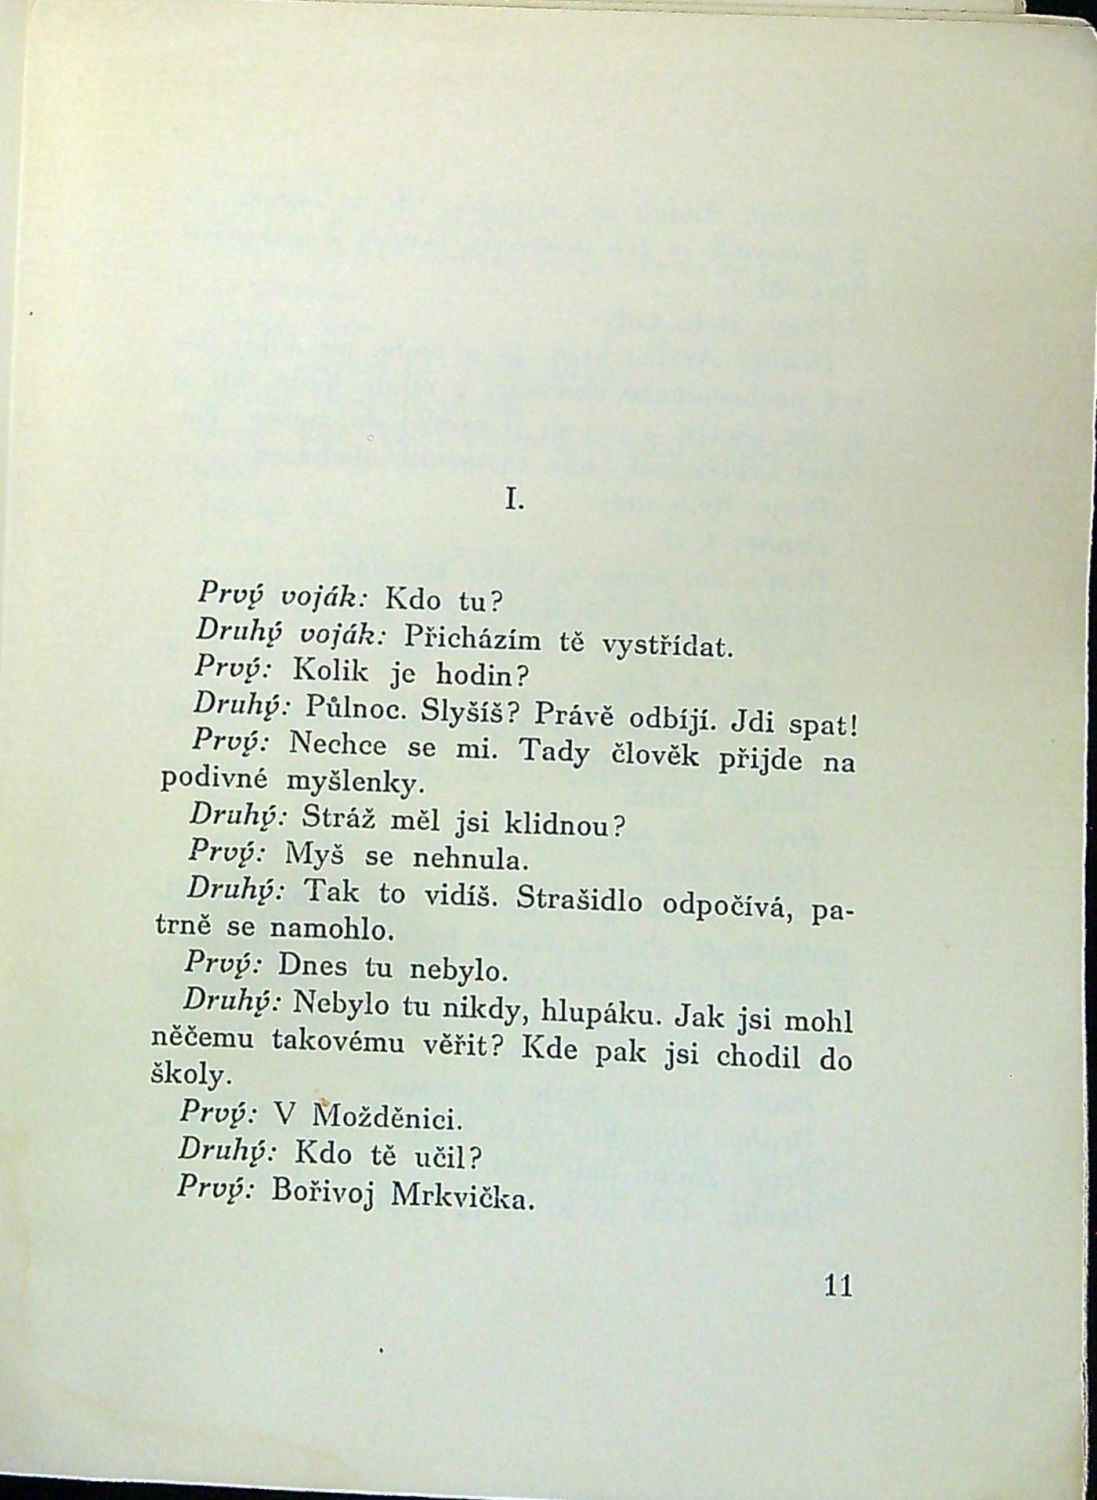 I.
Prvý voják: Kdo tu?
Druhý voják: Přicházím tě vystřídat.
Prvý: Kolik je hodin?
Druhý: Půlnoc. Slyšíš? Právě odbíjí. Jdi spat!
Prvý: Nechce se mi. Tady člověk přijde na
podivné myšlenky.
Druhý: Stráž měl jsi klidnou?
Prvý: Myš se nehnula.
Druhý: Tak to vidíš. Strašidlo odpočívá, pa-
trně se namohlo.
Prvý: Dnes tu nebylo.
Druhý: Nebylo tu nikdy, hlupáku. Jak jsi mohl
něčemu takovému věřit? Kde pak jsi chodil do
školy.
Prvý: V Možděnici.
Druhý: Kdo tě učil?
Prvý: Bořivoj Mrkvička.
11